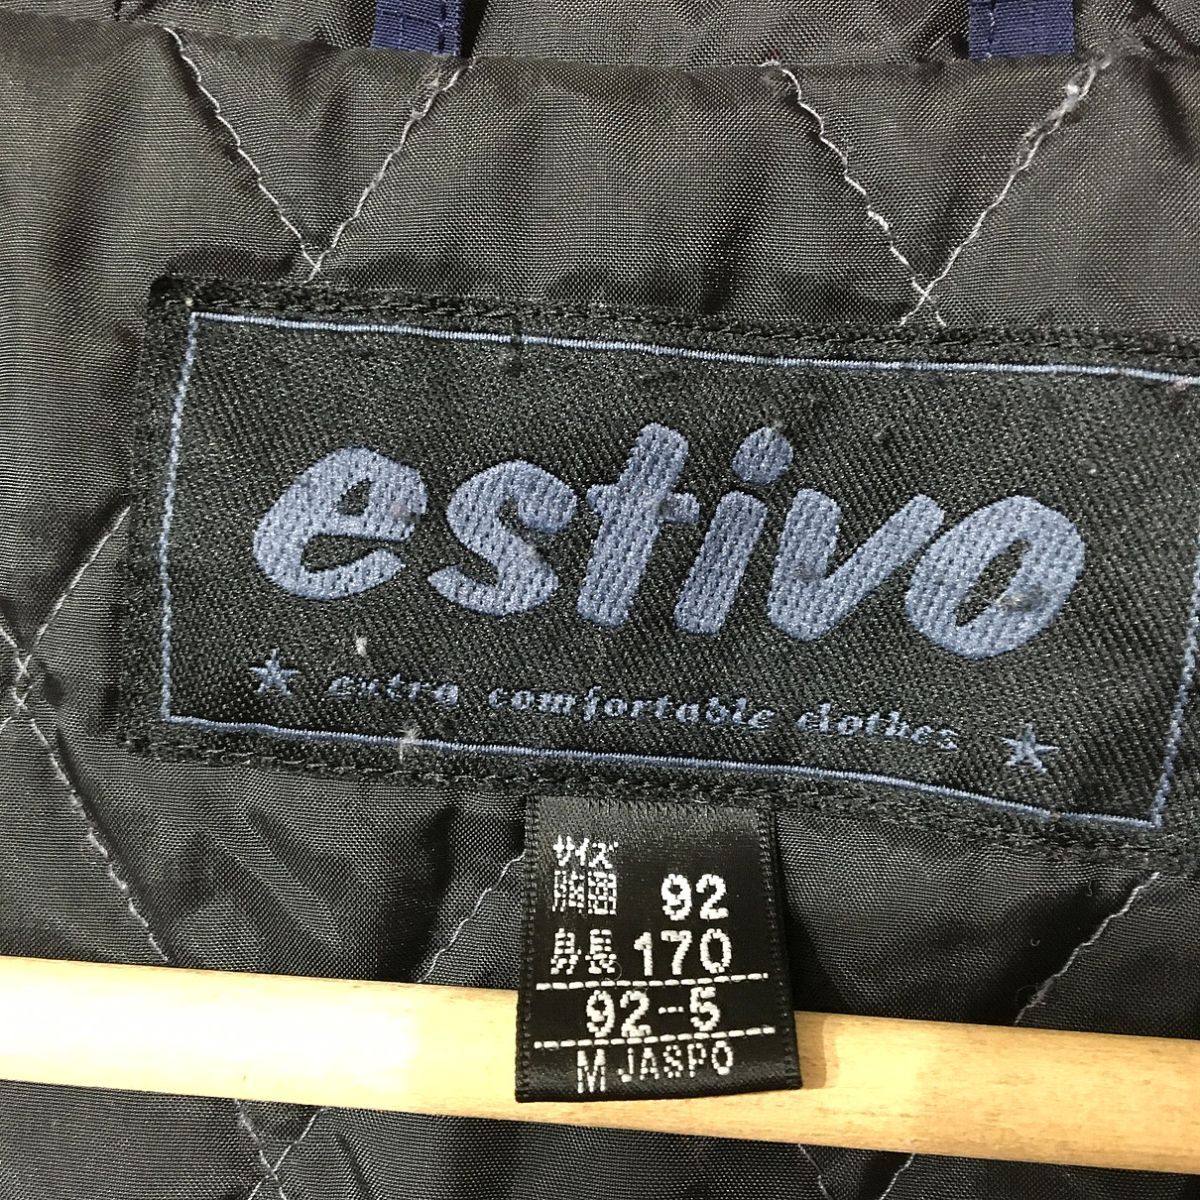 estivo
★ extra comfortable clothes ★
サイズ
胸囲 92
身長 170
92-5
M JASPO